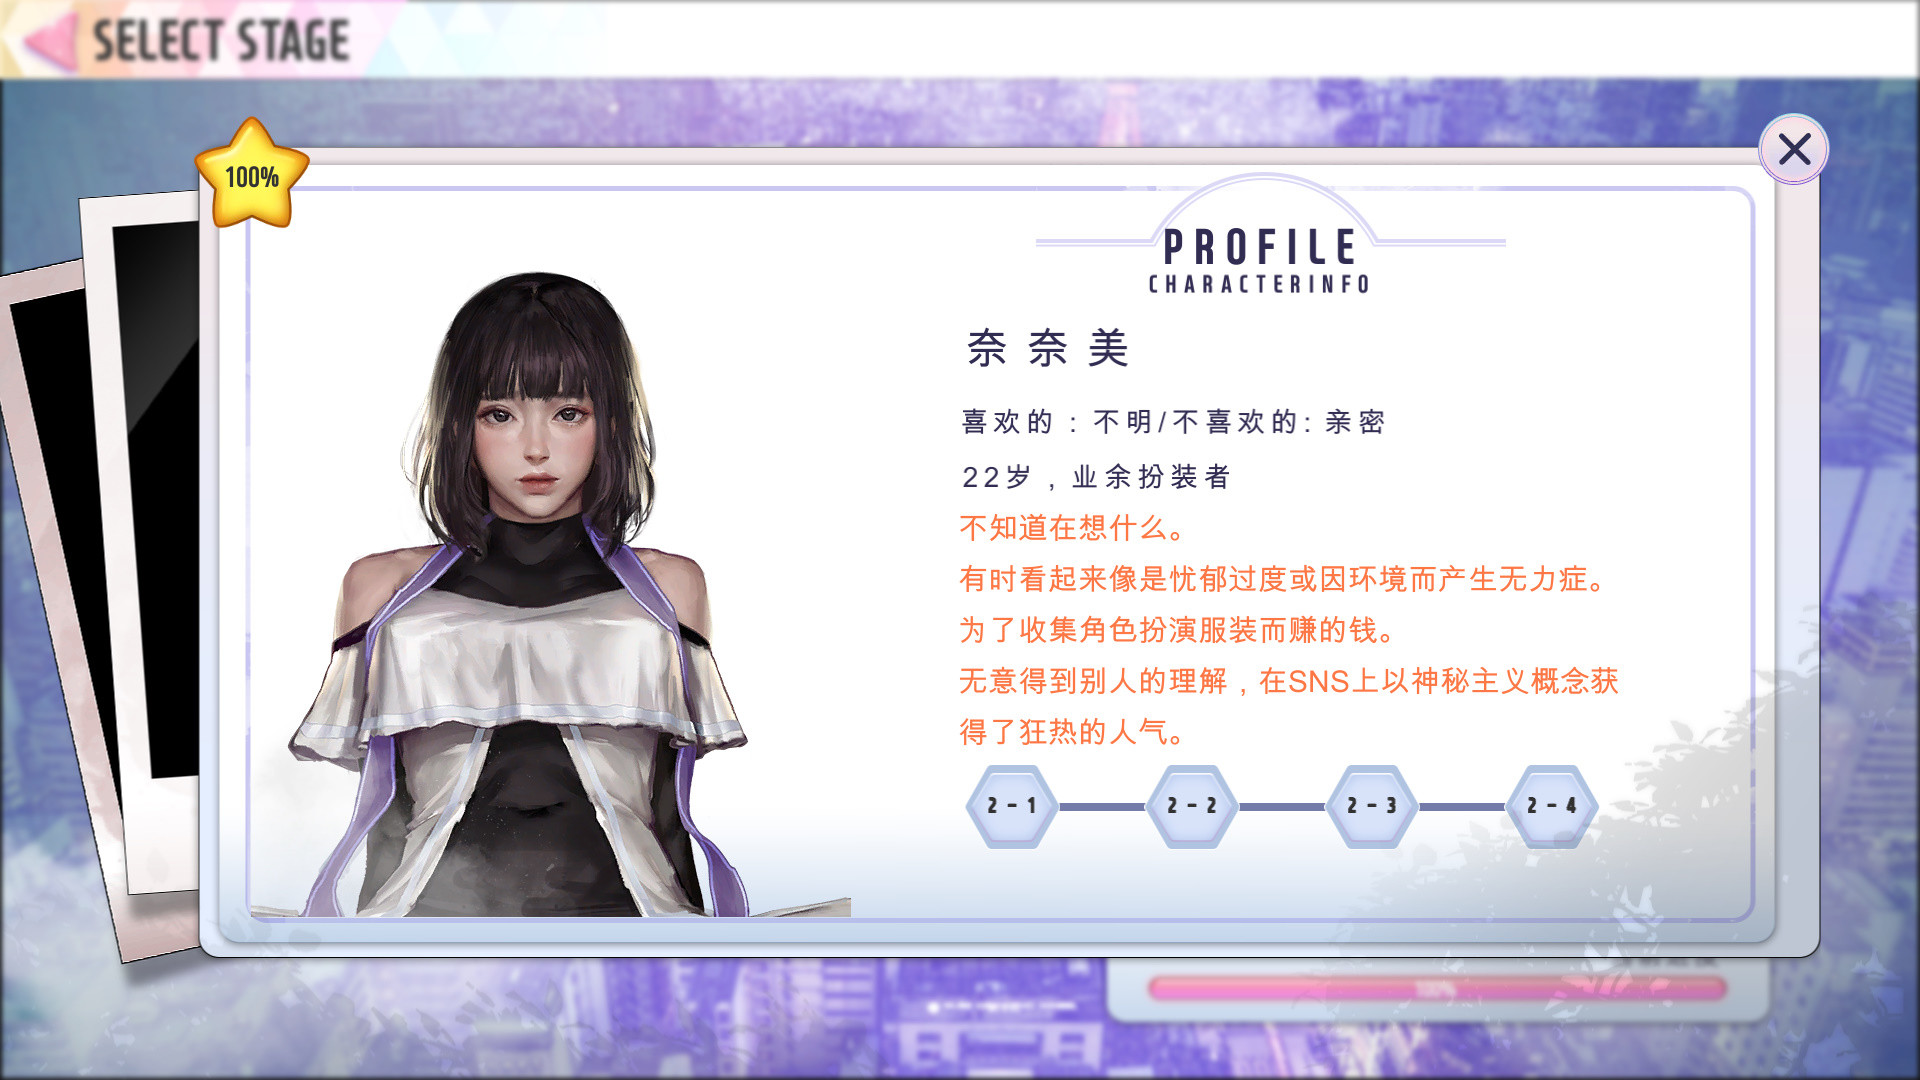 SELECT STAGE
100%
PROFILE
CHARACTERINFO
奈奈美
喜欢的：不明/不喜欢的: 亲密
22岁，业余扮装者
不知道在想什么。
有时看起来像是忧郁过度或因环境而产生无力症。
为了收集角色扮演服装而赚的钱。
无意得到别人的理解，在SNS上以神秘主义概念获
得了狂热的人气。
2 - 1
2 - 2
2 - 3
2 - 4
100%